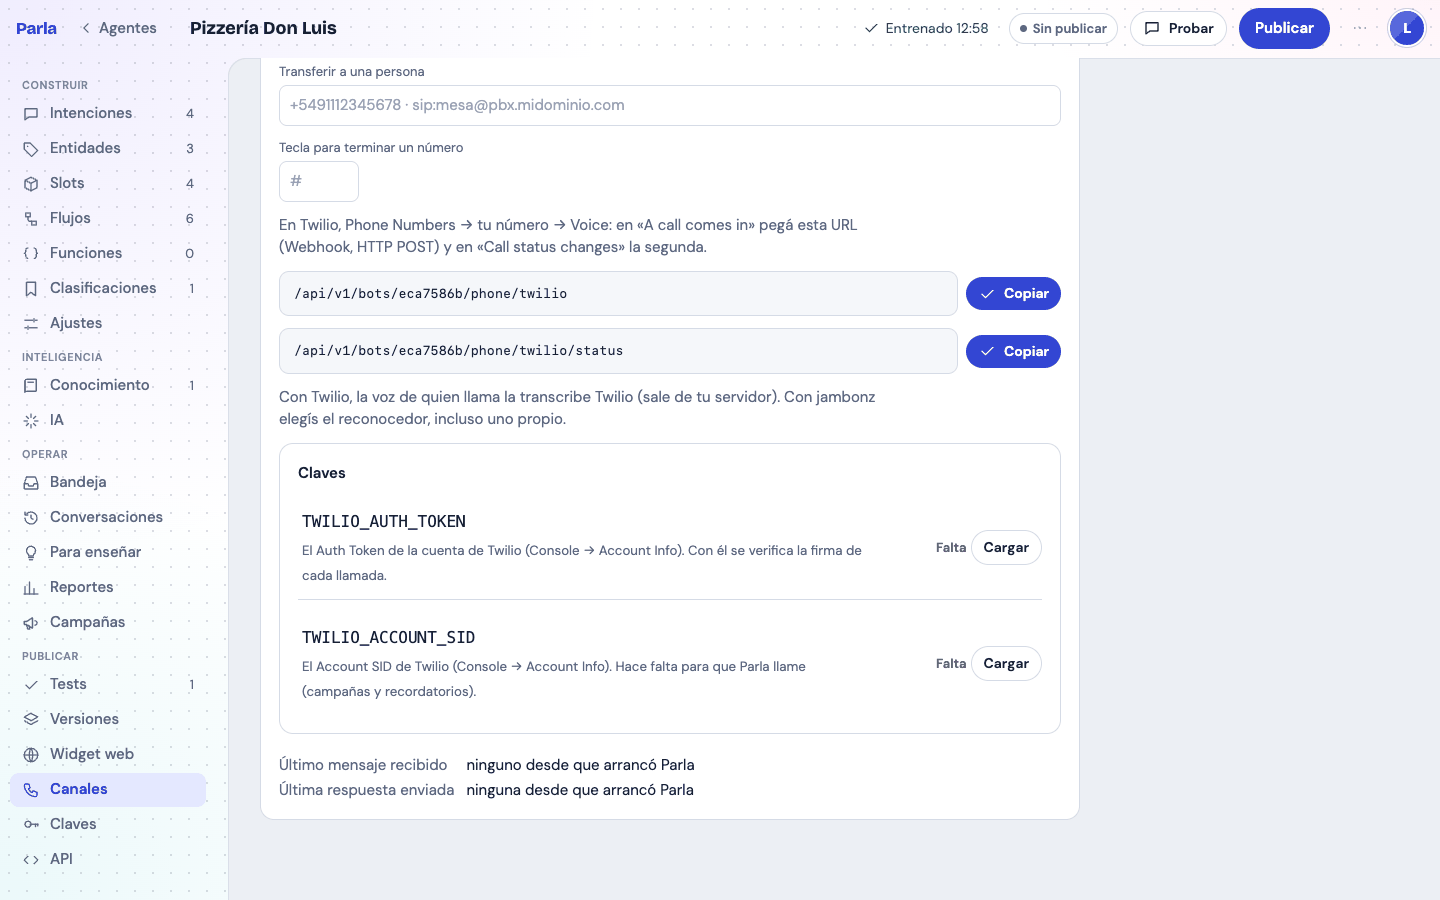 Parla
Agentes
Pizzería Don Luis
Entrenado 12:58
Sin publicar
Probar
Publicar
L
CONSTRUIR
Intenciones 4
Entidades 3
Slots 4
Flujos 6
Funciones 0
Clasificaciones 1
Ajustes
INTELIGENCIA
Conocimiento 1
IA
OPERAR
Bandeja
Conversaciones
Para enseñar
Reportes
Campañas
PUBLICAR
Tests 1
Versiones
Widget web
Canales
Claves
API
Transferir a una persona
+5491112345678 · sip:mesa@pbx.midominio.com
Tecla para terminar un número
#
En Twilio, Phone Numbers → tu número → Voice: en «A call comes in» pegá esta URL
(Webhook, HTTP POST) y en «Call status changes» la segunda.
/api/v1/bots/eca7586b/phone/twilio
Copiar
/api/v1/bots/eca7586b/phone/twilio/status
Copiar
Con Twilio, la voz de quien llama la transcribe Twilio (sale de tu servidor). Con jambonz
elegís el reconocedor, incluso uno propio.
Claves
TWILIO_AUTH_TOKEN
El Auth Token de la cuenta de Twilio (Console → Account Info). Con él se verifica la firma de
cada llamada.
Falta Cargar
TWILIO_ACCOUNT_SID
El Account SID de Twilio (Console → Account Info). Hace falta para que Parla llame
(campañas y recordatorios).
Falta Cargar
Último mensaje recibido ninguno desde que arrancó Parla
Última respuesta enviada ninguna desde que arrancó Parla